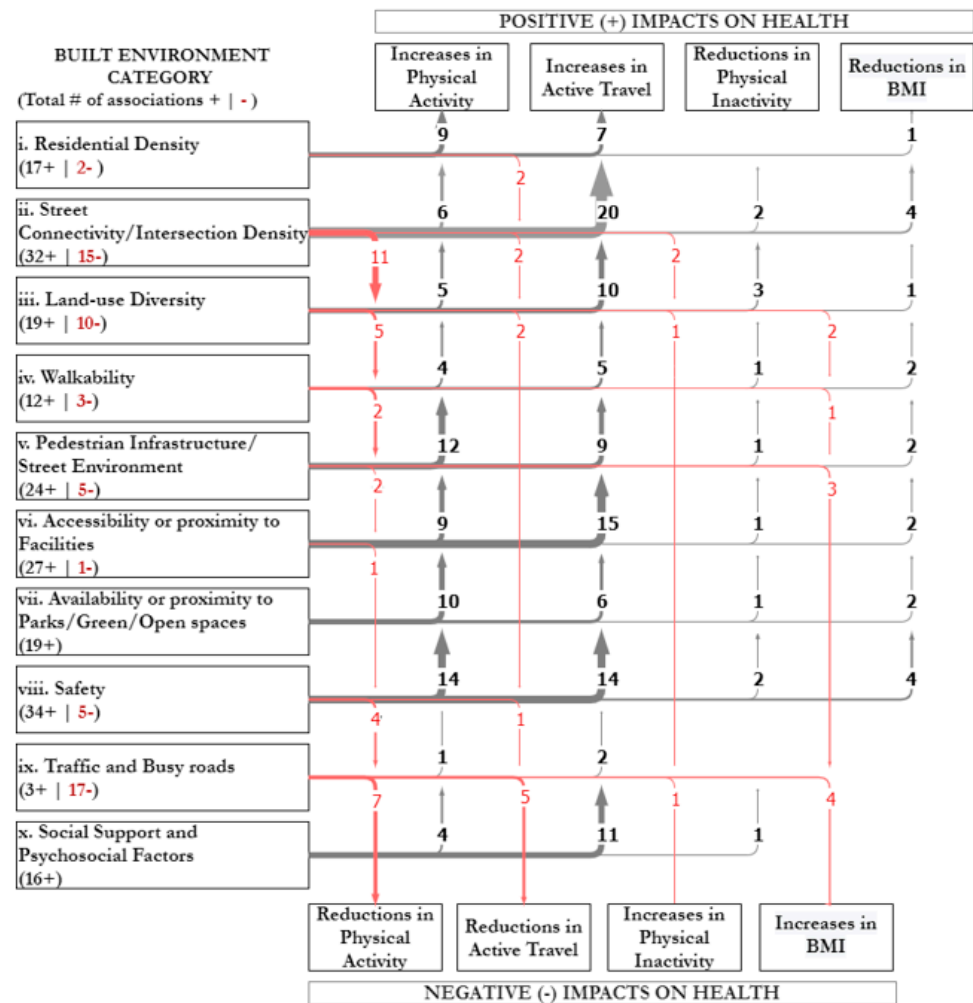 POSITIVE (+) IMPACTS ON HEALTH
BUILT ENVIRONMENT
CATEGORY
(Total # of associations + | - )
Increases in
Physical
Activity
Increases in
Active Travel
Reductions in
Physical
Inactivity
Reductions in
BMI
i. Residential Density
(17+ | 2- )
9
7
1
2
ii. Street
Connectivity/Intersection Density
(32+ | 15-)
6
20
2
4
11
2
2
iii. Land-use Diversity
(19+ | 10-)
5
10
3
1
5
2
1
2
iv. Walkability
(12+ | 3-)
4
5
1
2
2
1
v. Pedestrian Infrastructure/
Street Environment
(24+ | 5-)
12
9
1
2
2
3
vi. Accessibility or proximity to
Facilities
(27+ | 1-)
9
15
1
2
1
vii. Availability or proximity to
Parks/Green/Open spaces
(19+)
10
6
1
2
viii. Safety
(34+ | 5-)
14
14
2
4
4
1
ix. Traffic and Busy roads
(3+ | 17-)
1
2
7
5
1
4
x. Social Support and
Psychosocial Factors
(16+)
4
11
1
Reductions in
Physical
Activity
Reductions in
Active Travel
Increases in
Physical
Inactivity
Increases in
BMI
NEGATIVE (-) IMPACTS ON HEALTH